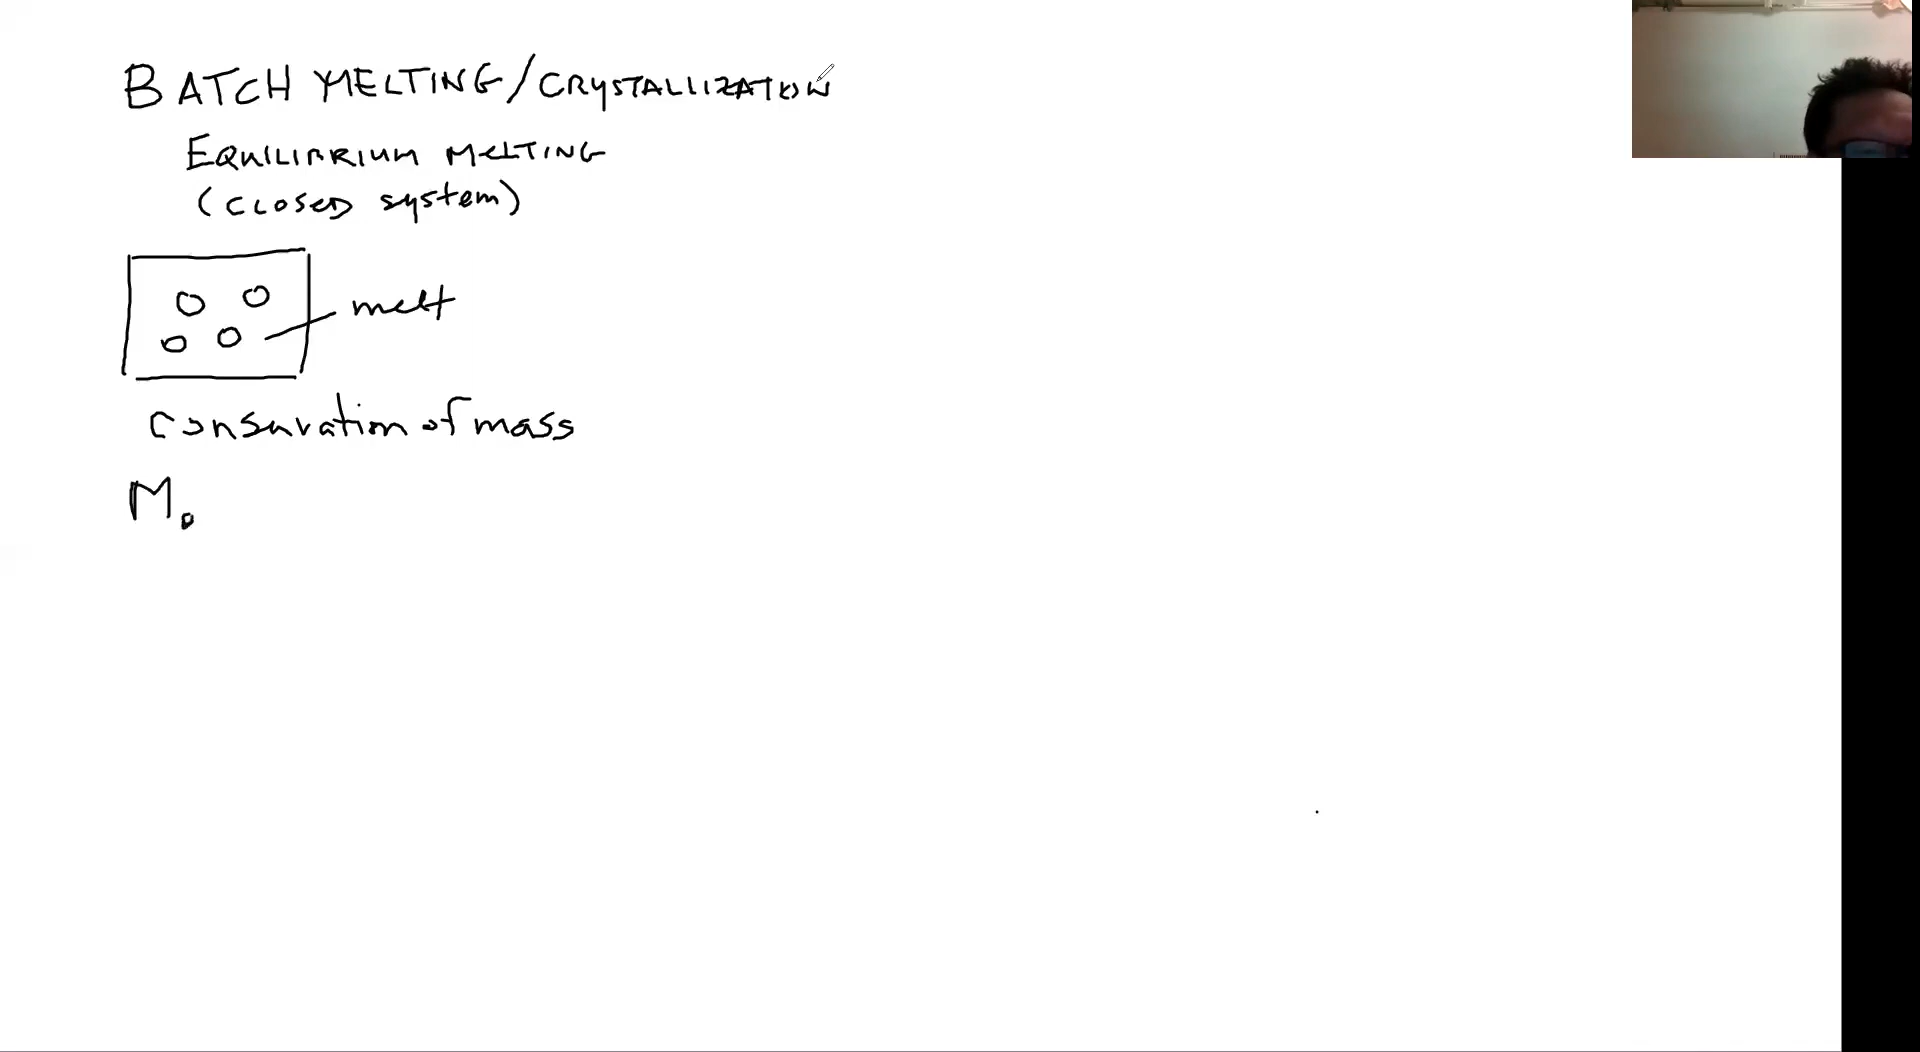 BATCH MELTING/CRYSTALLIZATION
EQUILIBRIUM MELTING
(CLOSED system)
melt
Conservation of mass
M₀